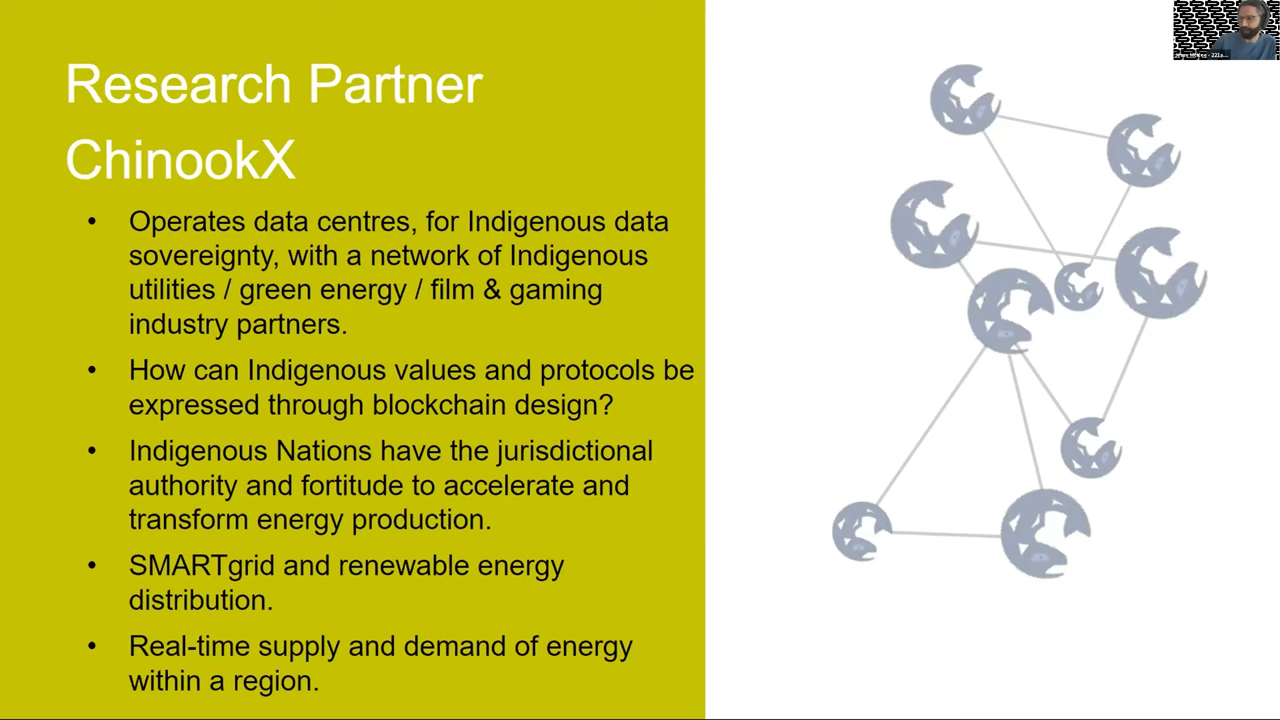 Research Partner
ChinookX
• Operates data centres, for Indigenous data
sovereignty, with a network of Indigenous
utilities / green energy / film & gaming
industry partners.
• How can Indigenous values and protocols be
expressed through blockchain design?
• Indigenous Nations have the jurisdictional
authority and fortitude to accelerate and
transform energy production.
• SMARTgrid and renewable energy
distribution.
• Real-time supply and demand of energy
within a region.